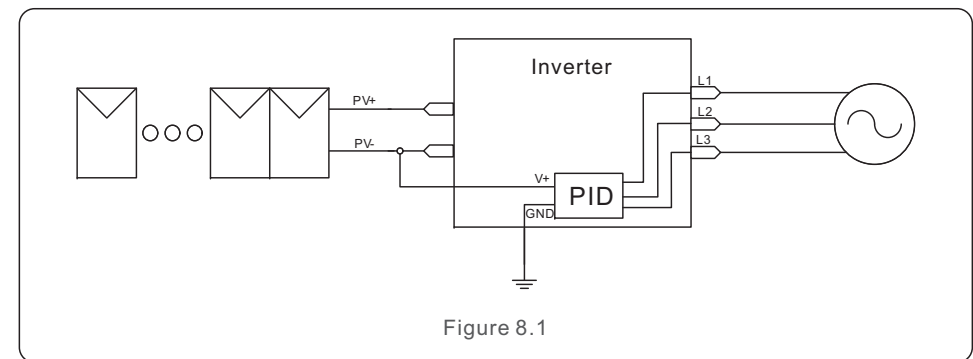 Inverter
PV+
PV-
L1
L2
L3
V+
PID
GND
Figure 8.1